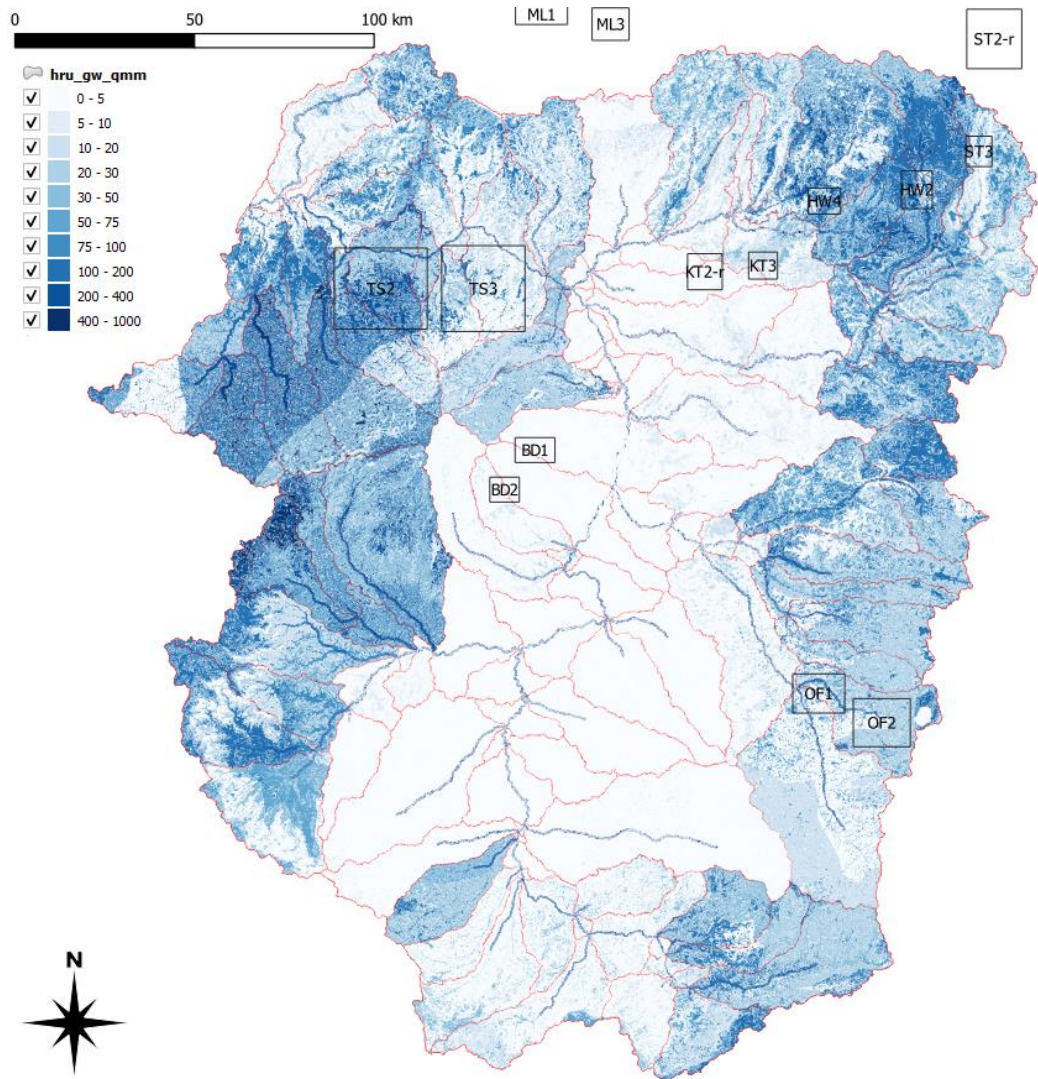 0 50 100 km
ML1
ML3
ST2-r
hru_gw_qmm
0 - 5
5 - 10
10 - 20
20 - 30
30 - 50
50 - 75
75 - 100
100 - 200
200 - 400
400 - 1000
ST3
HW2
HW4
KT2-r
KT3
TS2
TS3
BD1
BD2
OF1
OF2
N